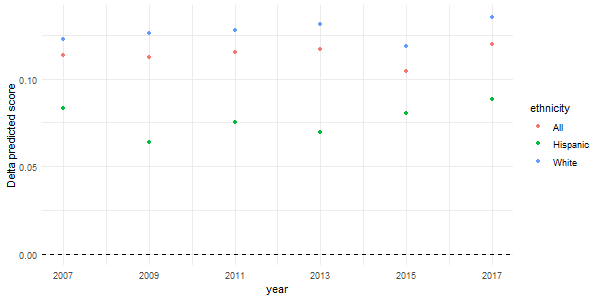 Delta predicted score
0.10
0.05
0.00
2007 2009 2011 2013 2015 2017
year
ethnicity
All
Hispanic
White